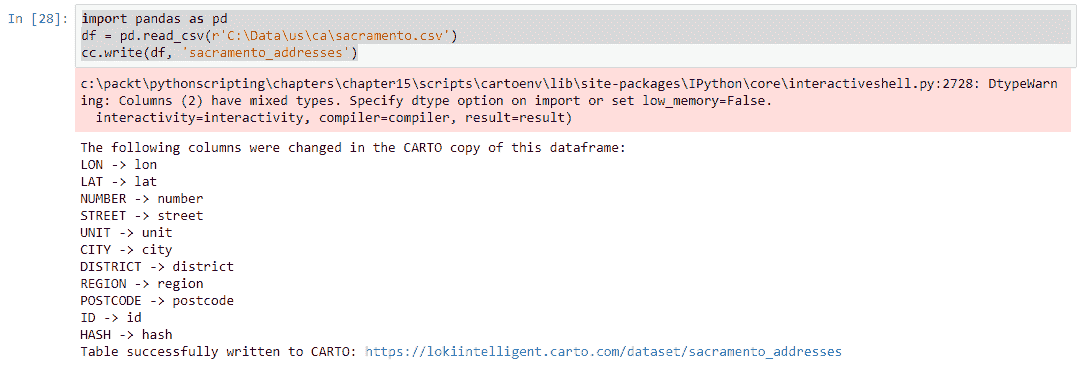 In [28]: import pandas as pd
df = pd.read_csv(r'C:\Data\us\ca\sacramento.csv')
cc.write(df, 'sacramento_addresses')
c:\packt\pythonscripting\chapters\chapter15\scripts\cartoenv\lib\site-packages\IPython\core\interactiveshell.py:2728: DtypeWarn
ing: Columns (2) have mixed types. Specify dtype option on import or set low_memory=False.
interactivity=interactivity, compiler=compiler, result=result)
The following columns were changed in the CARTO copy of this dataframe:
LON -> lon
LAT -> lat
NUMBER -> number
STREET -> street
UNIT -> unit
CITY -> city
DISTRICT -> district
REGION -> region
POSTCODE -> postcode
ID -> id
HASH -> hash
Table successfully written to CARTO: https://lokiintelligent.carto.com/dataset/sacramento_addresses